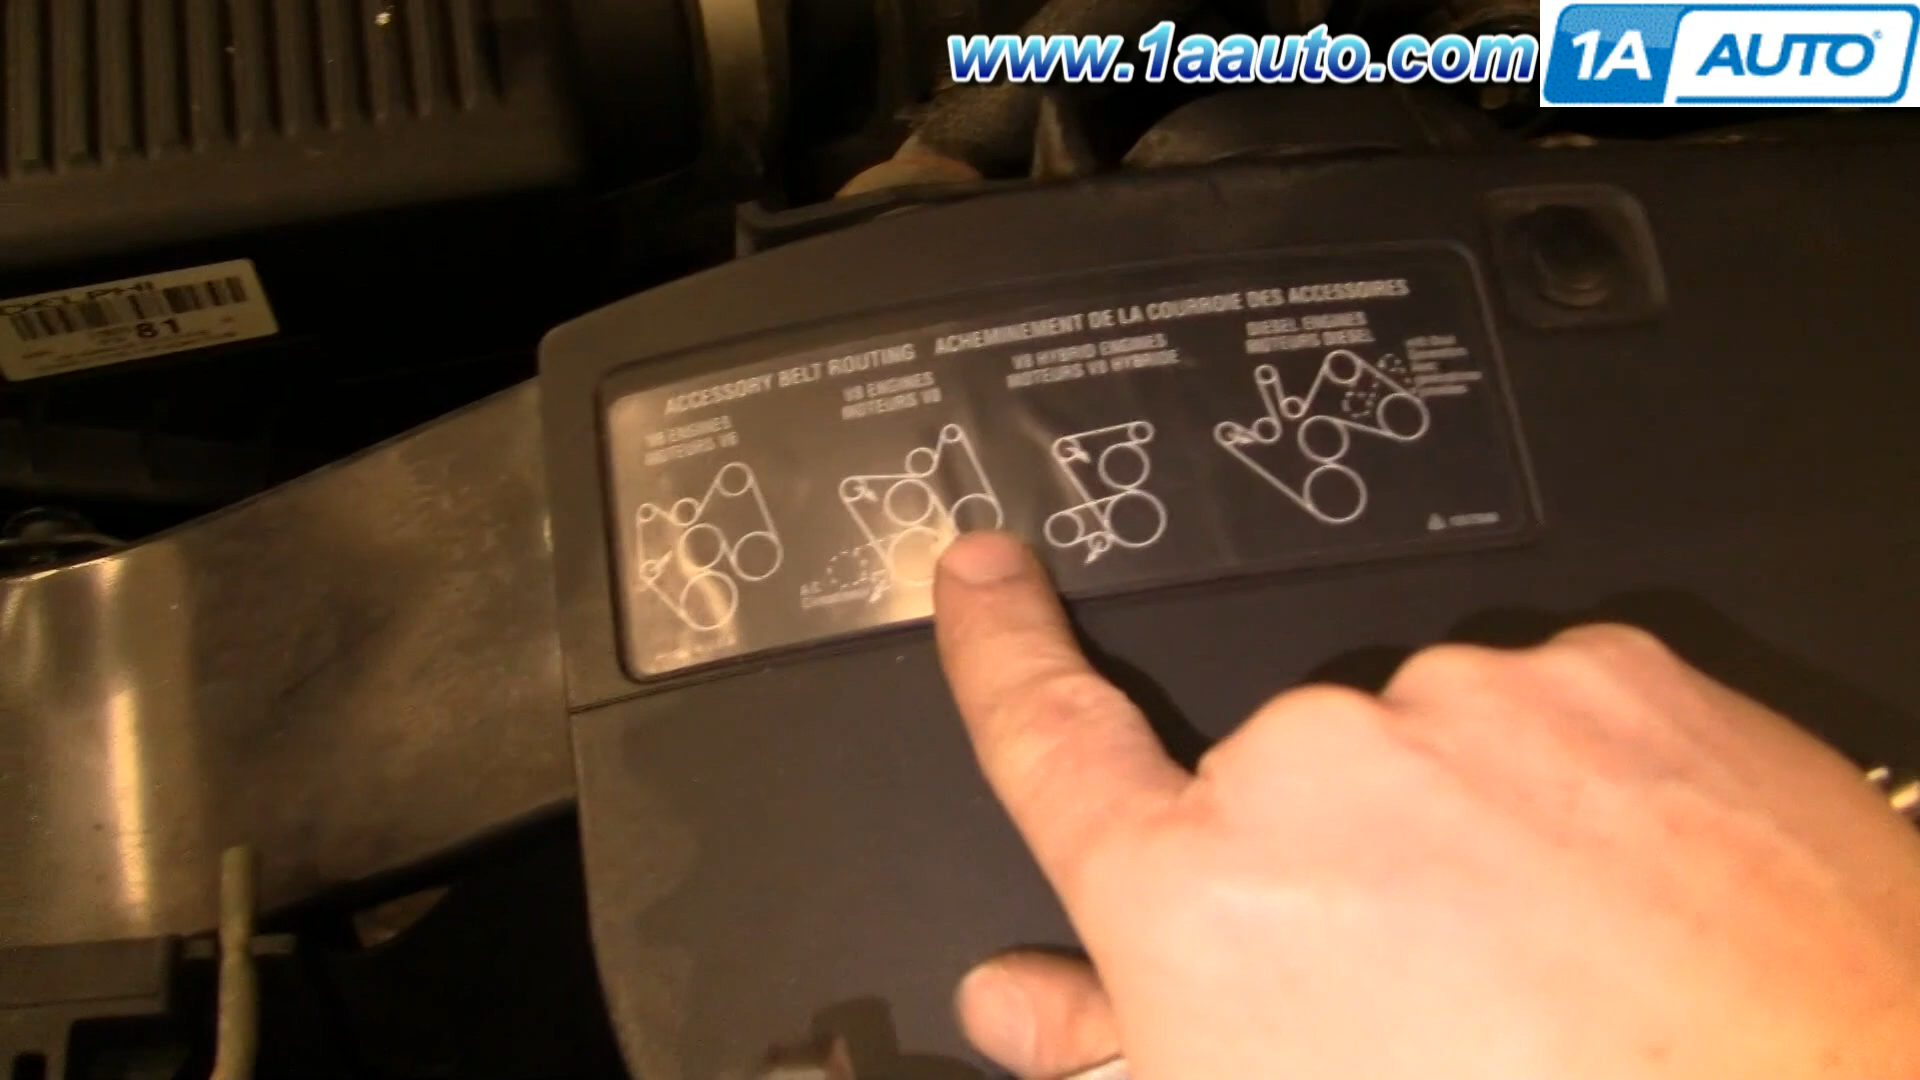 www.1aauto.com
1A AUTO
DELPHI
81
ACCESSORY BELT ROUTING ACHEMINEMENT DE LA COURROIE DES ACCESSOIRES
V6 ENGINES
MOTEURS V6
V8 ENGINES
MOTEURS V8
V8 HYBRID ENGINES
MOTEURS V8 HYBRIDE
DIESEL ENGINES
MOTEURS DIESEL
A/C